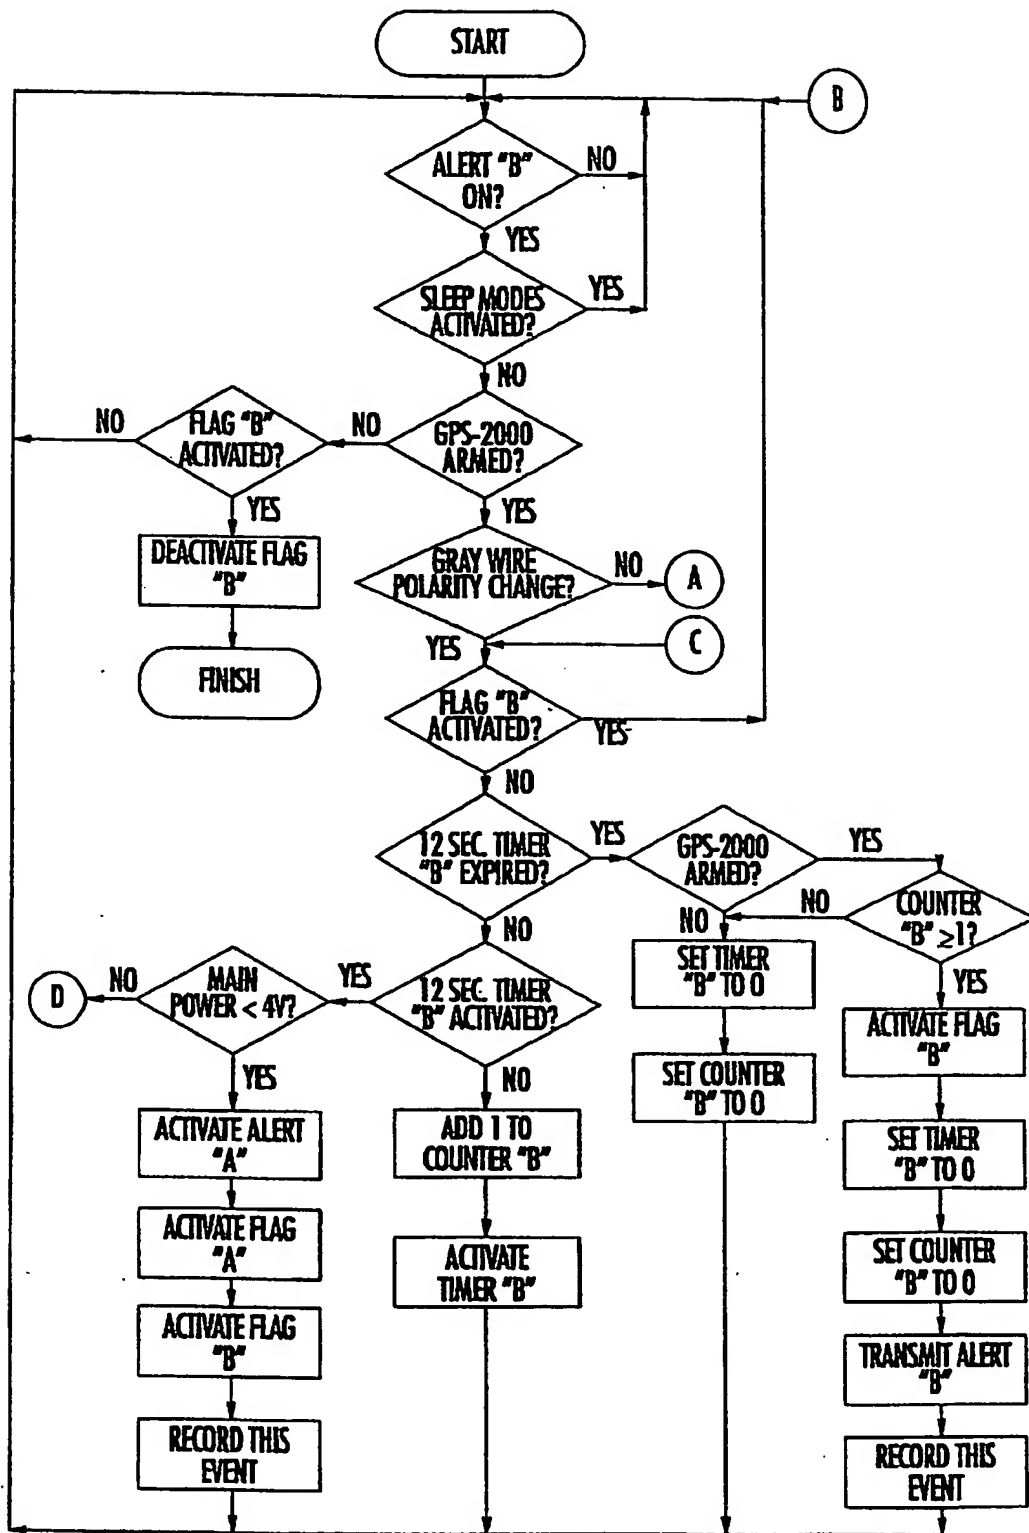 START
B
ALERT "B"
ON?
NO
YES
SLEEP MODES
ACTIVATED?
YES
NO
NO
FLAG "B"
ACTIVATED?
NO
GPS-2000
ARMED?
YES
YES
DEACTIVATE FLAG
"B"
GRAY WIRE
POLARITY CHANGE?
NO
A
YES
C
FINISH
FLAG "B"
ACTIVATED?
YES
NO
12 SEC. TIMER
"B" EXPIRED?
YES
GPS-2000
ARMED?
YES
NO
NO
NO
COUNTER
"B" ≥1?
D
NO
MAIN
POWER < 4V?
YES
12 SEC. TIMER
"B" ACTIVATED?
SET TIMER
"B" TO 0
YES
YES
NO
ACTIVATE FLAG
"B"
SET COUNTER
"B" TO 0
ACTIVATE ALERT
"A"
ADD 1 TO
COUNTER "B"
SET TIMER
"B" TO 0
ACTIVATE FLAG
"A"
ACTIVATE
TIMER "B"
SET COUNTER
"B" TO 0
ACTIVATE FLAG
"B"
TRANSMIT ALERT
"B"
RECORD THIS
EVENT
RECORD THIS
EVENT